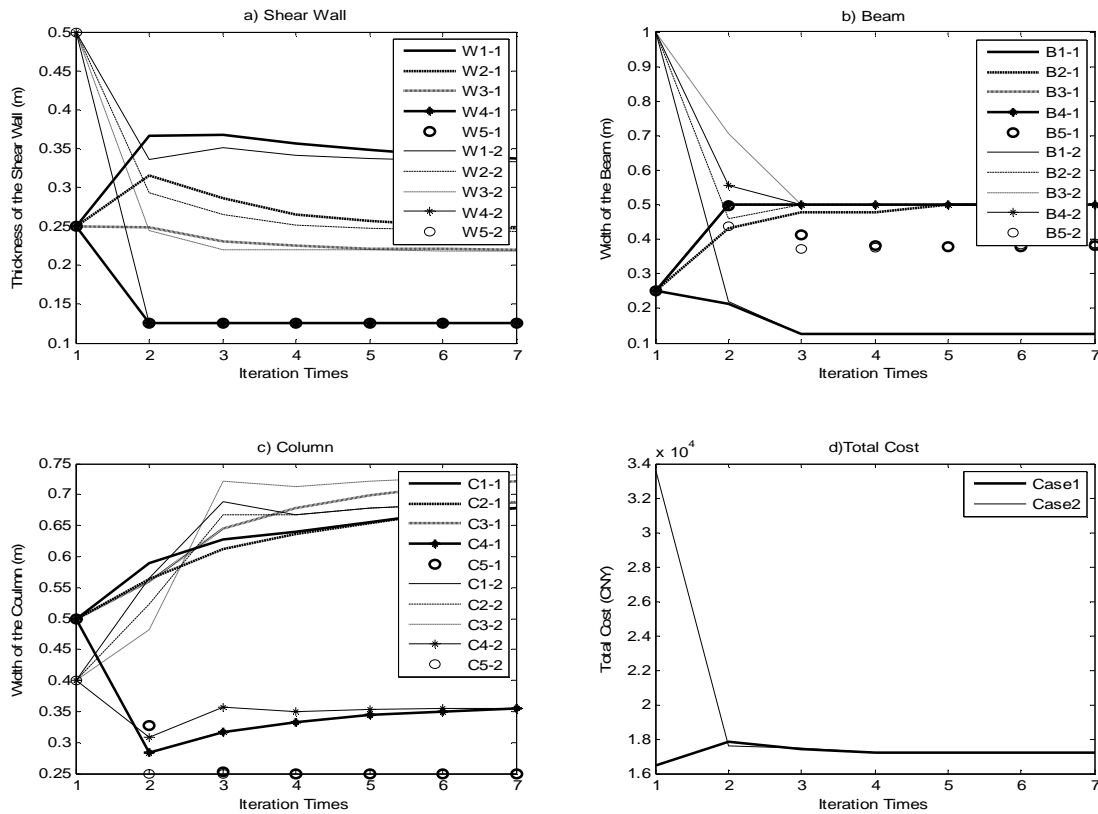 a) Shear Wall
Thickness of the Shear Wall (m)
0.5
0.45
0.4
0.35
0.3
0.25
0.2
0.15
0.1
1 2 3 4 5 6 7
Iteration Times
W1-1
W2-1
W3-1
W4-1
W5-1
W1-2
W2-2
W3-2
W4-2
W5-2
b) Beam
Width of the Beam (m)
1
0.9
0.8
0.7
0.6
0.5
0.4
0.3
0.2
0.1
1 2 3 4 5 6 7
Iteration Times
B1-1
B2-1
B3-1
B4-1
B5-1
B1-2
B2-2
B3-2
B4-2
B5-2
c) Column
Width of the Coulmn (m)
0.75
0.7
0.65
0.6
0.55
0.5
0.45
0.4
0.35
0.3
0.25
1 2 3 4 5 6 7
Iteration Times
C1-1
C2-1
C3-1
C4-1
C5-1
C1-2
C2-2
C3-2
C4-2
C5-2
d)Total Cost
x 10^4
Total Cost (CNY)
3.4
3.2
3
2.8
2.6
2.4
2.2
2
1.8
1.6
1 2 3 4 5 6 7
Iteration Times
Case1
Case2